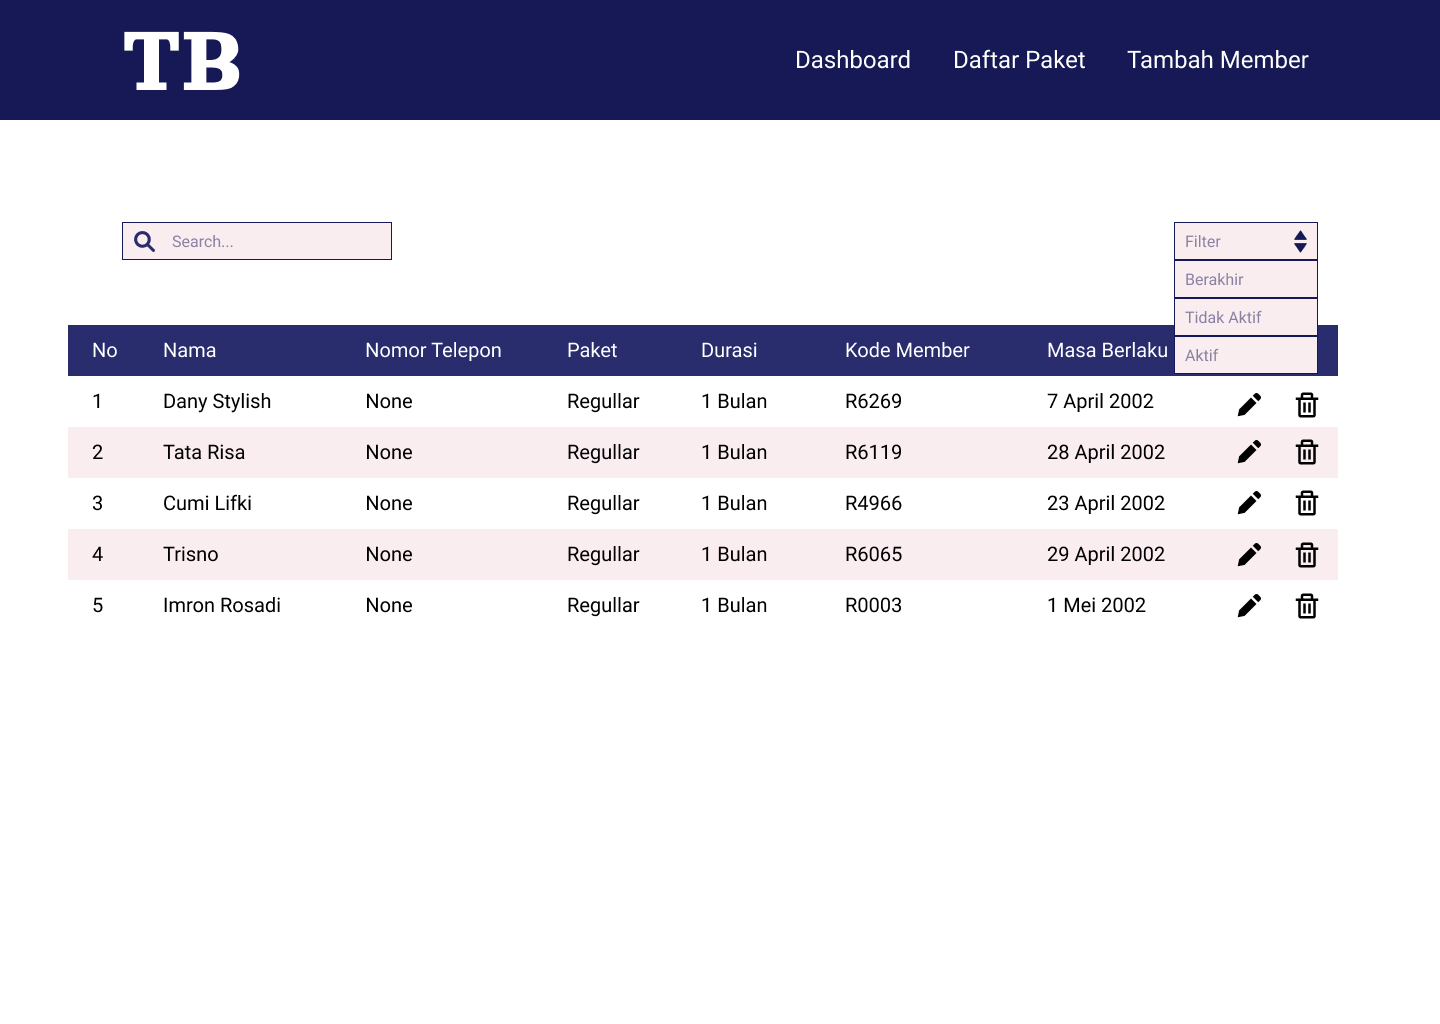 TB
Dashboard Daftar Paket Tambah Member
Search...
Filter
Berakhir
Tidak Aktif
Aktif
No Nama Nomor Telepon Paket Durasi Kode Member Masa Berlaku
1 Dany Stylish None Regullar 1 Bulan R6269 7 April 2002
2 Tata Risa None Regullar 1 Bulan R6119 28 April 2002
3 Cumi Lifki None Regullar 1 Bulan R4966 23 April 2002
4 Trisno None Regullar 1 Bulan R6065 29 April 2002
5 Imron Rosadi None Regullar 1 Bulan R0003 1 Mei 2002